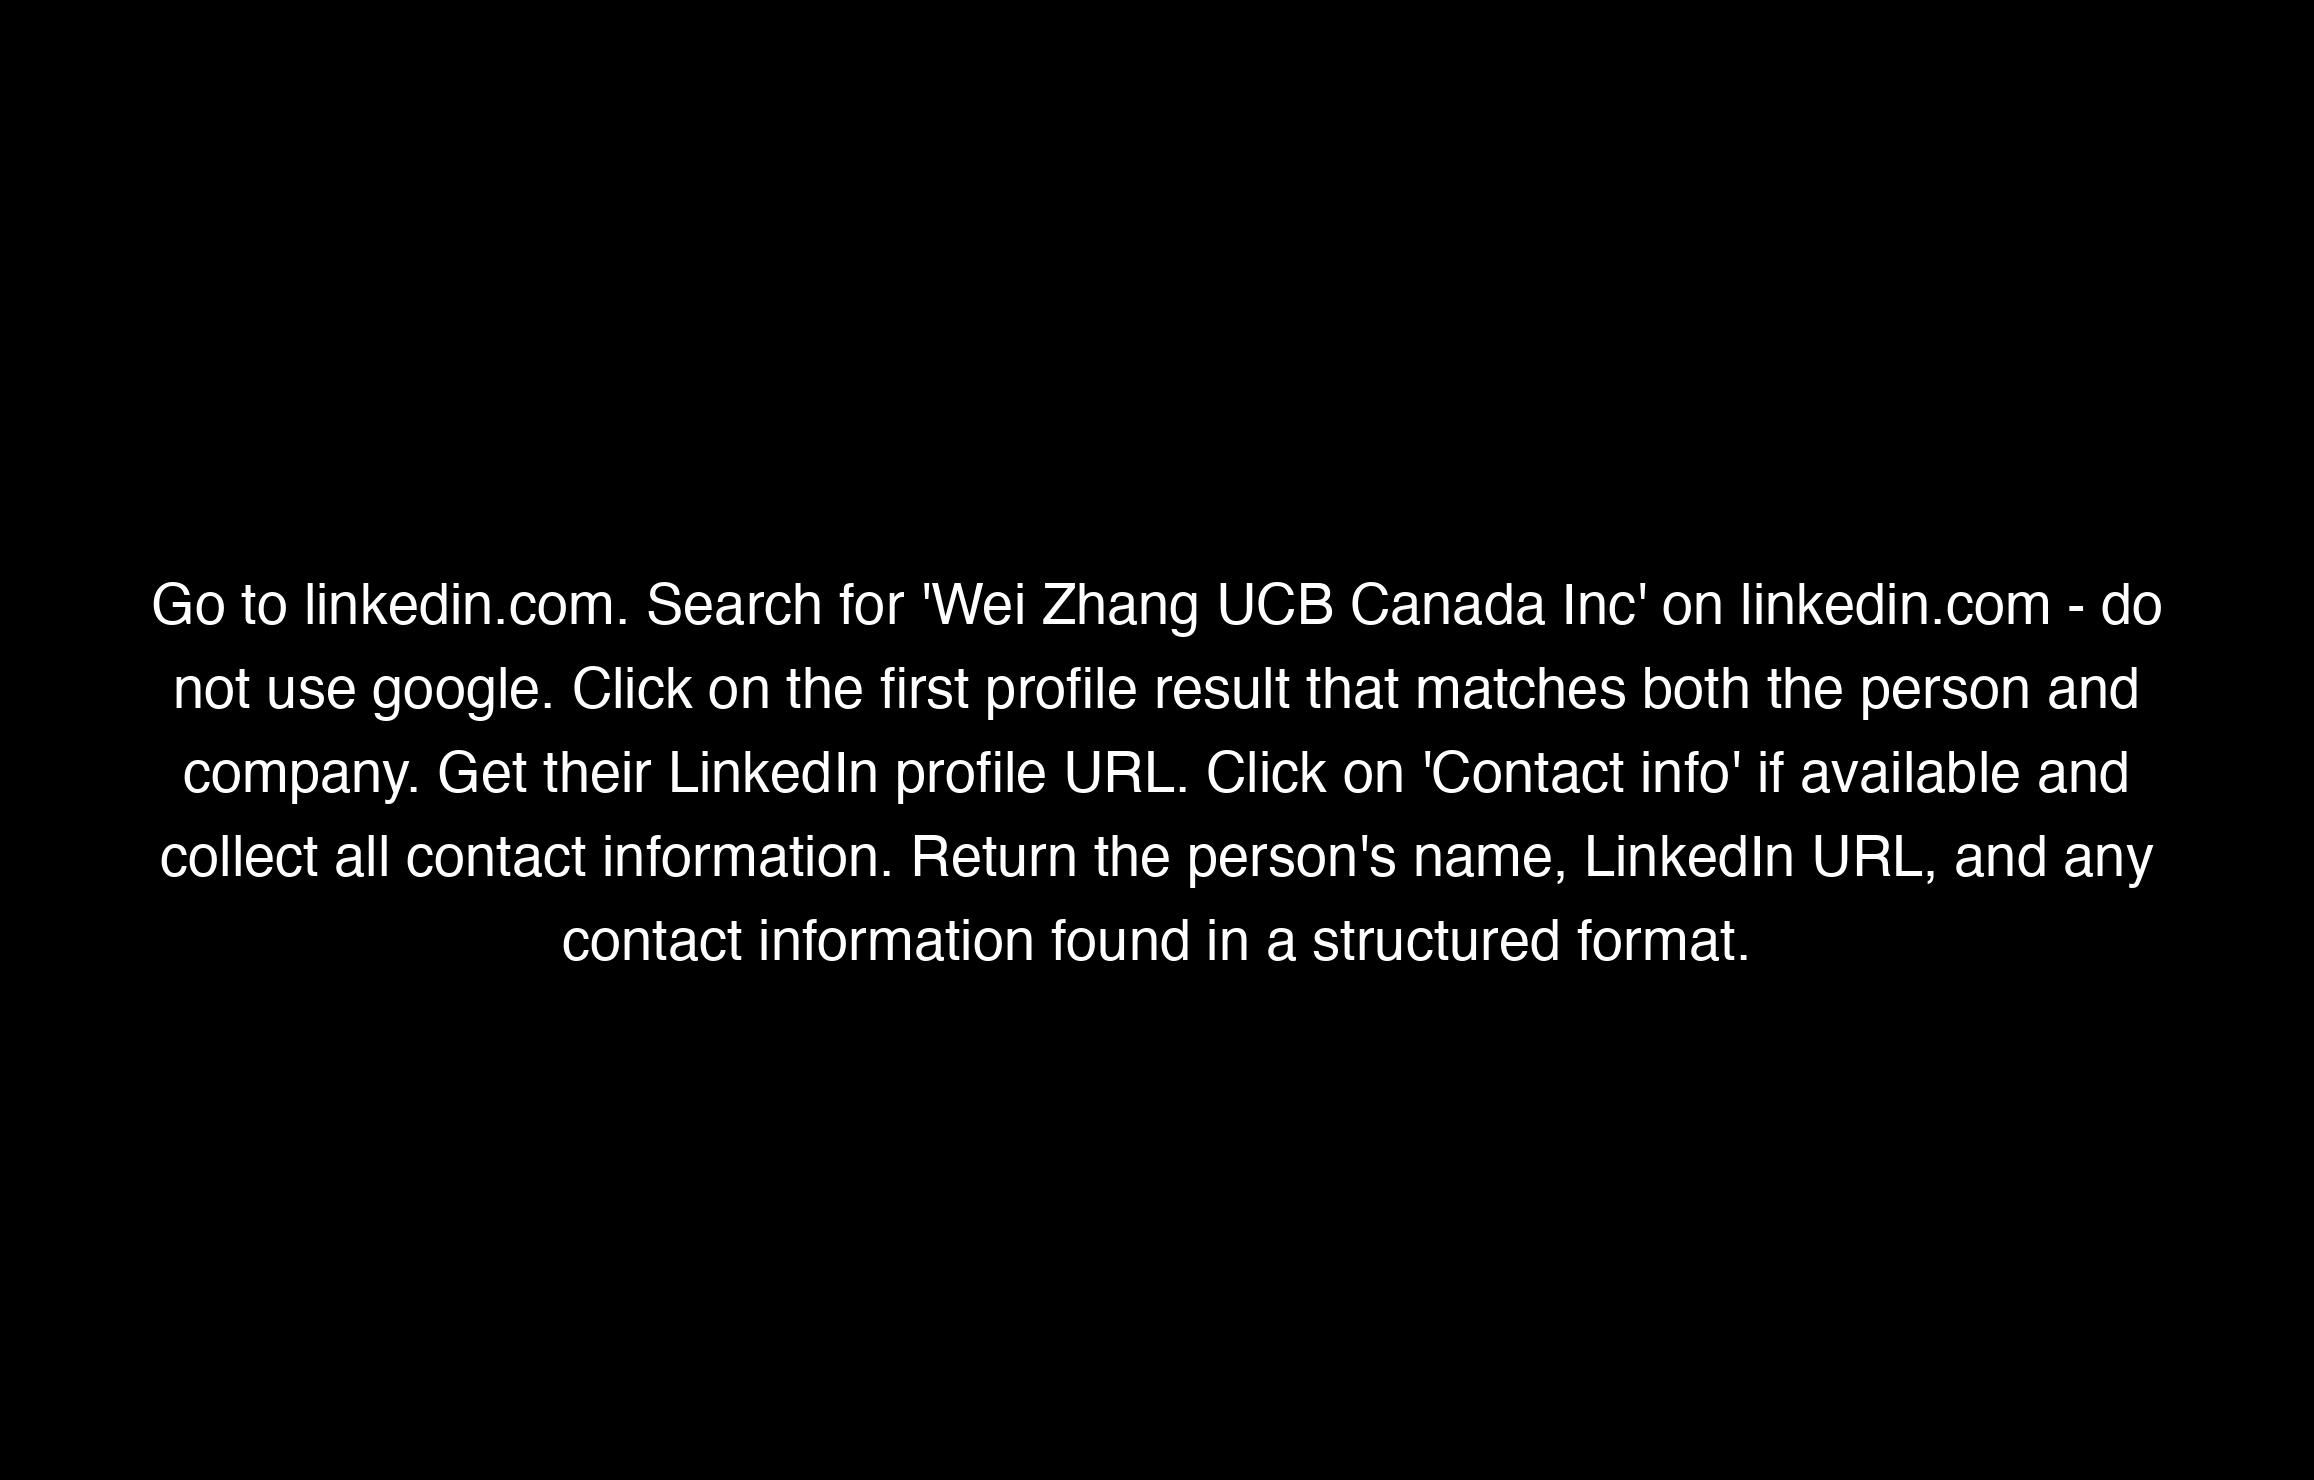 Go to linkedin.com. Search for 'Wei Zhang UCB Canada Inc' on linkedin.com - do
not use google. Click on the first profile result that matches both the person and
company. Get their LinkedIn profile URL. Click on 'Contact info' if available and
collect all contact information. Return the person's name, LinkedIn URL, and any
contact information found in a structured format.